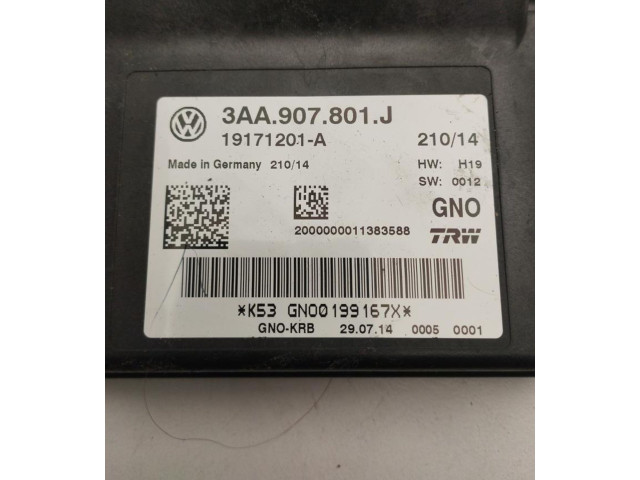 3AA.907.801.J
19171201-A 210/14
Made in Germany 210/14 HW: H19
SW: 0012
GNO
2000000011383588 TRW
*K53 GNO0199167X*
GNO-KRB 29.07.14 0005 0001